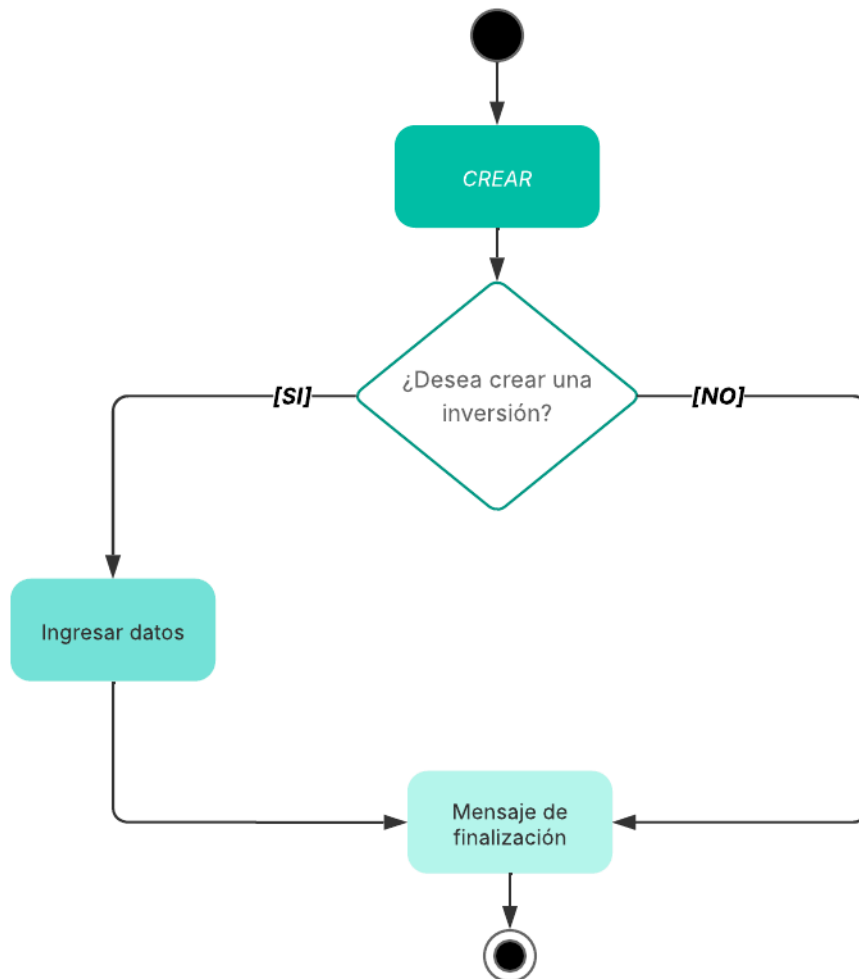 CREAR
¿Desea crear una
inversión?
[SI]
[NO]
Ingresar datos
Mensaje de
finalización